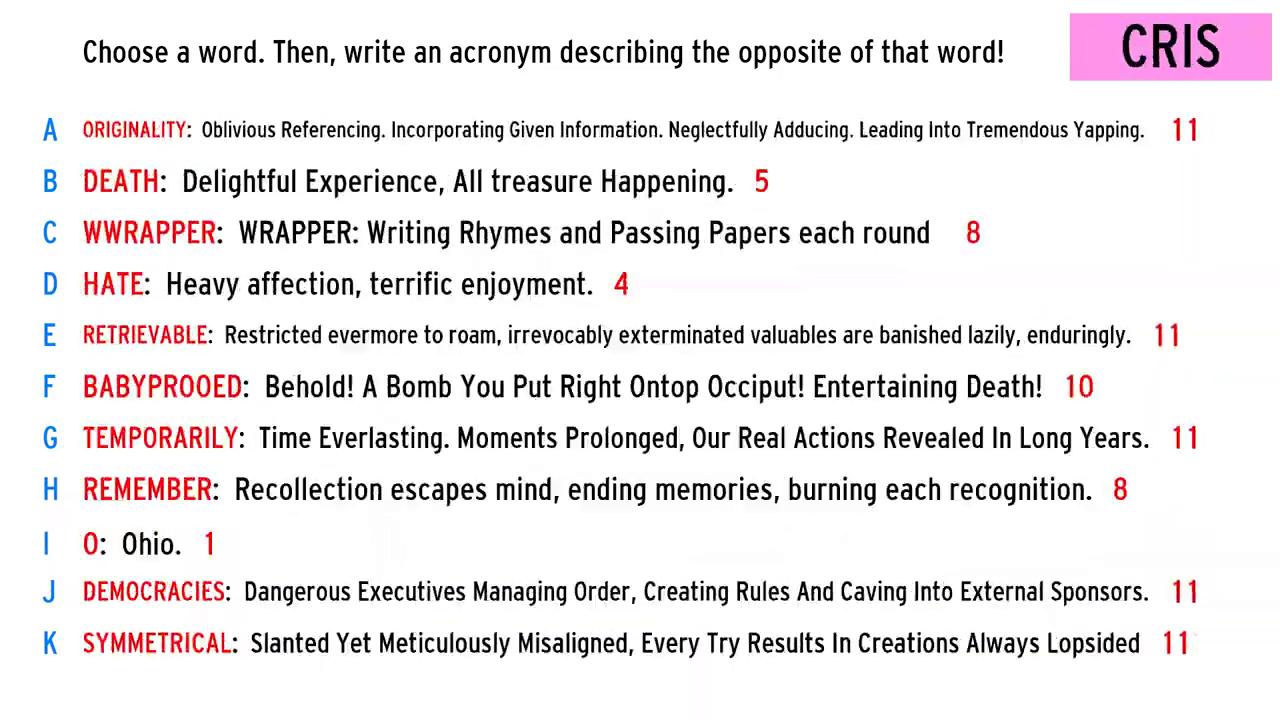 Choose a word. Then, write an acronym describing the opposite of that word!
CRIS
A ORIGINALITY: Oblivious Referencing. Incorporating Given Information. Neglectfully Adducing. Leading Into Tremendous Yapping. 11
B DEATH: Delightful Experience, All treasure Happening. 5
C WWRAPPER: WRAPPER: Writing Rhymes and Passing Papers each round 8
D HATE: Heavy affection, terrific enjoyment. 4
E RETRIEVABLE: Restricted evermore to roam, irrevocably exterminated valuables are banished lazily, enduringly. 11
F BABYPROOED: Behold! A Bomb You Put Right Ontop Occiput! Entertaining Death! 10
G TEMPORARILY: Time Everlasting. Moments Prolonged, Our Real Actions Revealed In Long Years. 11
H REMEMBER: Recollection escapes mind, ending memories, burning each recognition. 8
I O: Ohio. 1
J DEMOCRACIES: Dangerous Executives Managing Order, Creating Rules And Caving Into External Sponsors. 11
K SYMMETRICAL: Slanted Yet Meticulously Misaligned, Every Try Results In Creations Always Lopsided 11